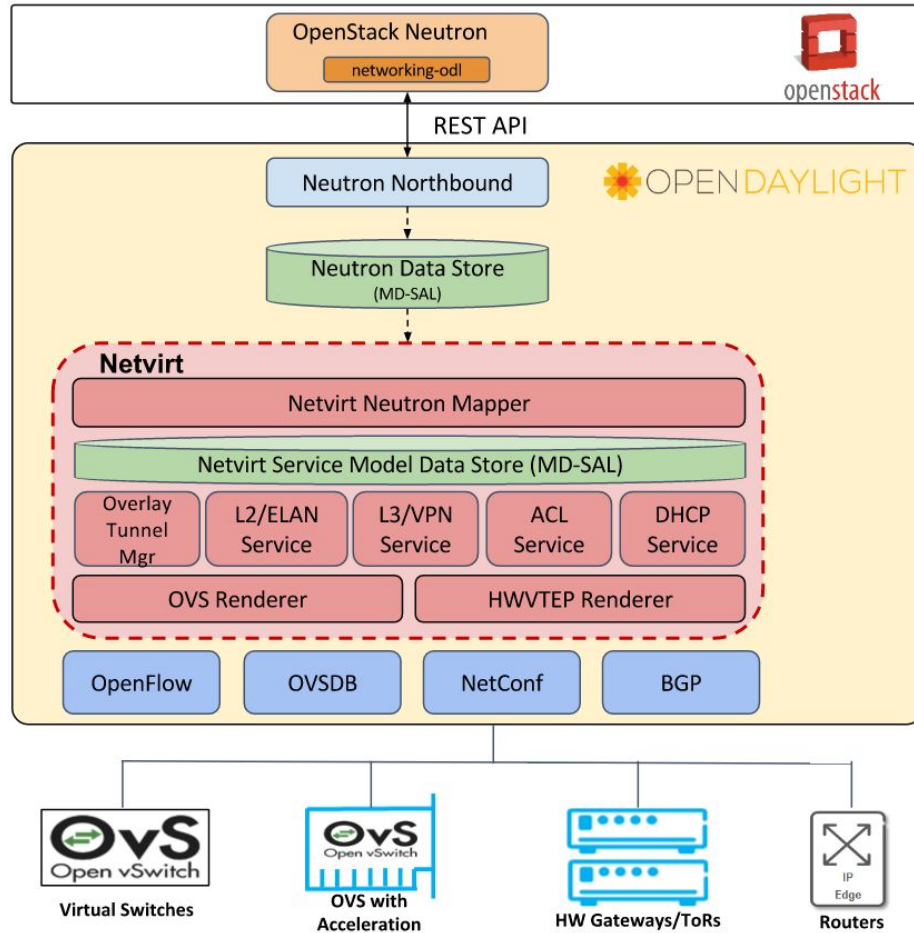 OpenStack Neutron
networking-odl
openstack
REST API
Neutron Northbound
OPENDAYLIGHT
Neutron Data Store
(MD-SAL)
Netvirt
Netvirt Neutron Mapper
Netvirt Service Model Data Store (MD-SAL)
Overlay
Tunnel
Mgr
L2/ELAN
Service
L3/VPN
Service
ACL
Service
DHCP
Service
OVS Renderer
HWVTEP Renderer
OpenFlow
OVSDB
NetConf
BGP
OvS
Open vSwitch
Virtual Switches
OvS
Open vSwitch
OVS with
Acceleration
HW Gateways/ToRs
IP
Edge
Routers